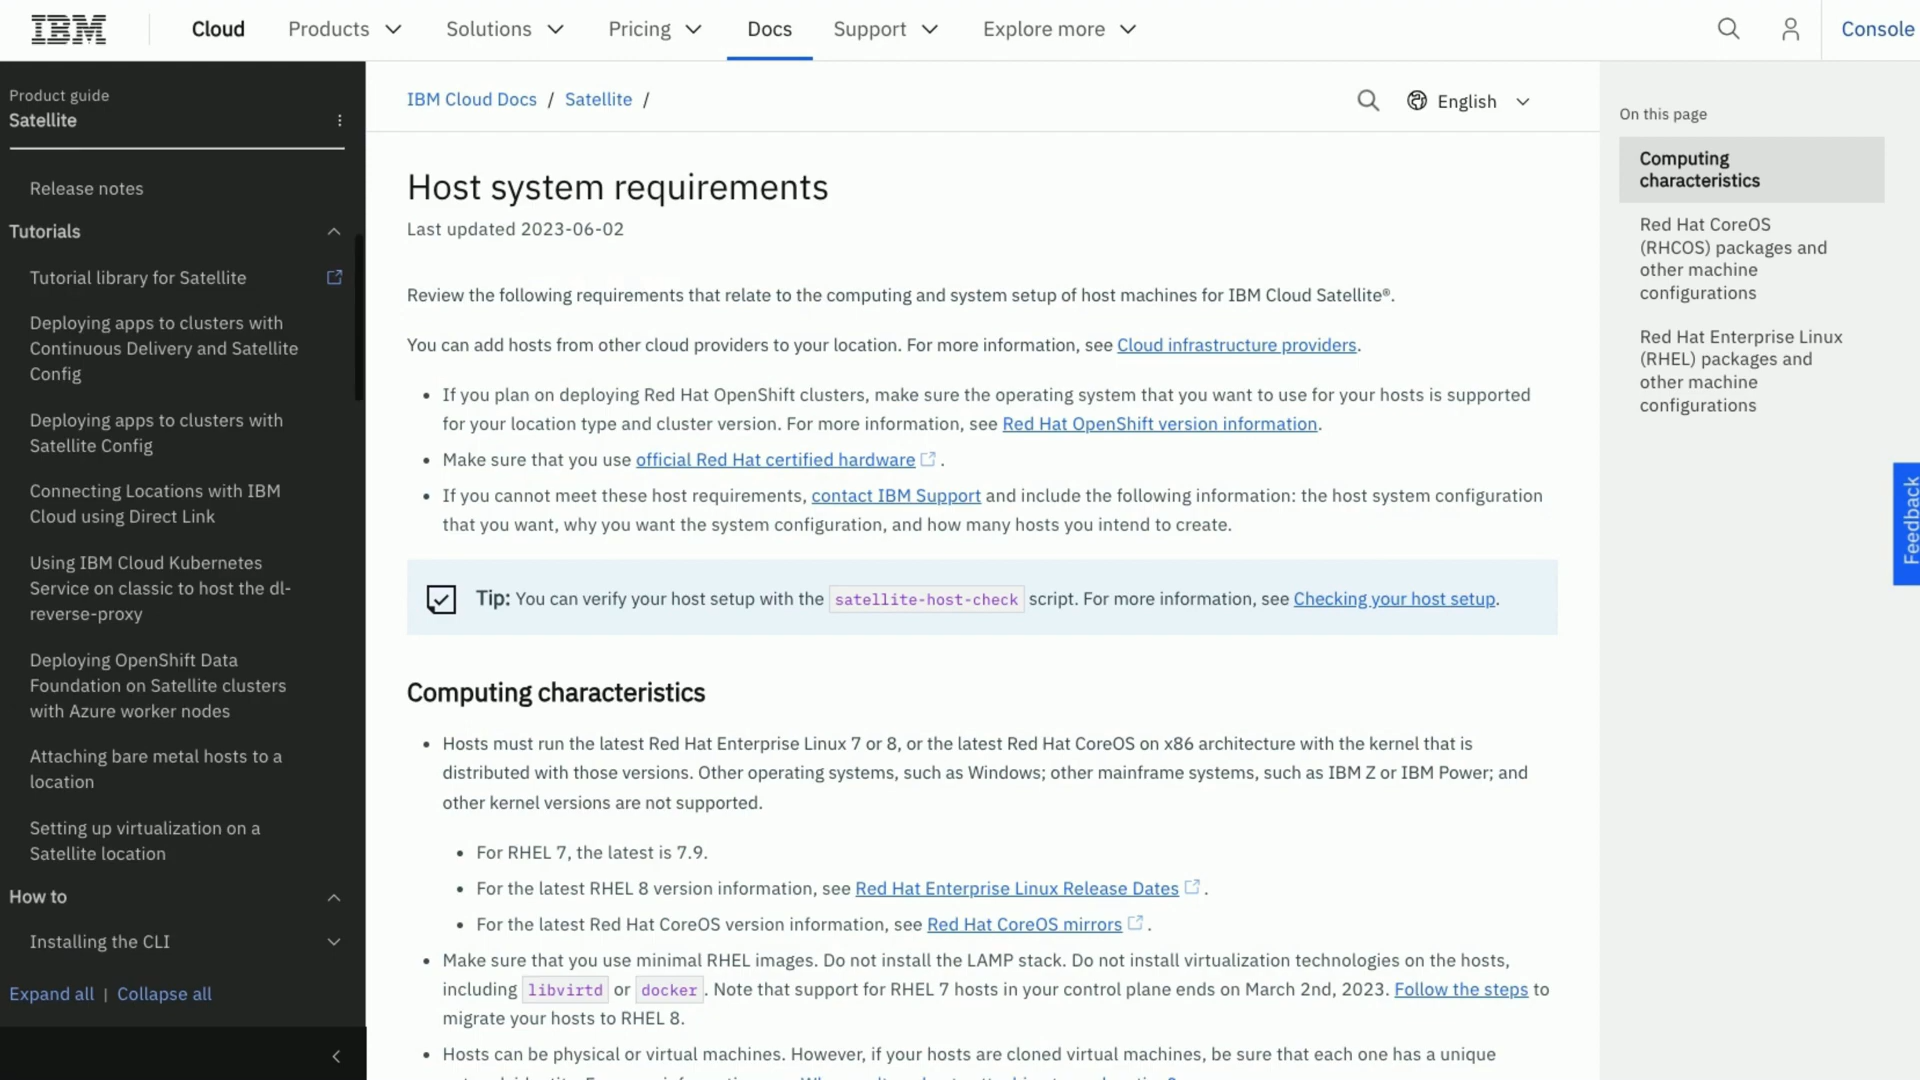 IBM Cloud Products Solutions Pricing Docs Support Explore more Console
Product guide
Satellite
Release notes
Tutorials
Tutorial library for Satellite
Deploying apps to clusters with
Continuous Delivery and Satellite
Config
Deploying apps to clusters with
Satellite Config
Connecting Locations with IBM
Cloud using Direct Link
Using IBM Cloud Kubernetes
Service on classic to host the dl-
reverse-proxy
Deploying OpenShift Data
Foundation on Satellite clusters
with Azure worker nodes
Attaching bare metal hosts to a
location
Setting up virtualization on a
Satellite location
How to
Installing the CLI
Expand all | Collapse all
IBM Cloud Docs / Satellite /
English
Host system requirements
Last updated 2023-06-02
Review the following requirements that relate to the computing and system setup of host machines for IBM Cloud Satellite®.
You can add hosts from other cloud providers to your location. For more information, see Cloud infrastructure providers.
• If you plan on deploying Red Hat OpenShift clusters, make sure the operating system that you want to use for your hosts is supported
for your location type and cluster version. For more information, see Red Hat OpenShift version information.
• Make sure that you use official Red Hat certified hardware .
• If you cannot meet these host requirements, contact IBM Support and include the following information: the host system configuration
that you want, why you want the system configuration, and how many hosts you intend to create.
Tip: You can verify your host setup with the satellite-host-check script. For more information, see Checking your host setup.
Computing characteristics
• Hosts must run the latest Red Hat Enterprise Linux 7 or 8, or the latest Red Hat CoreOS on x86 architecture with the kernel that is
distributed with those versions. Other operating systems, such as Windows; other mainframe systems, such as IBM Z or IBM Power; and
other kernel versions are not supported.
• For RHEL 7, the latest is 7.9.
• For the latest RHEL 8 version information, see Red Hat Enterprise Linux Release Dates .
• For the latest Red Hat CoreOS version information, see Red Hat CoreOS mirrors .
• Make sure that you use minimal RHEL images. Do not install the LAMP stack. Do not install virtualization technologies on the hosts,
including libvirtd or docker. Note that support for RHEL 7 hosts in your control plane ends on March 2nd, 2023. Follow the steps to
migrate your hosts to RHEL 8.
• Hosts can be physical or virtual machines. However, if your hosts are cloned virtual machines, be sure that each one has a unique
On this page
Computing
characteristics
Red Hat CoreOS
(RHCOS) packages and
other machine
configurations
Red Hat Enterprise Linux
(RHEL) packages and
other machine
configurations
Feedback